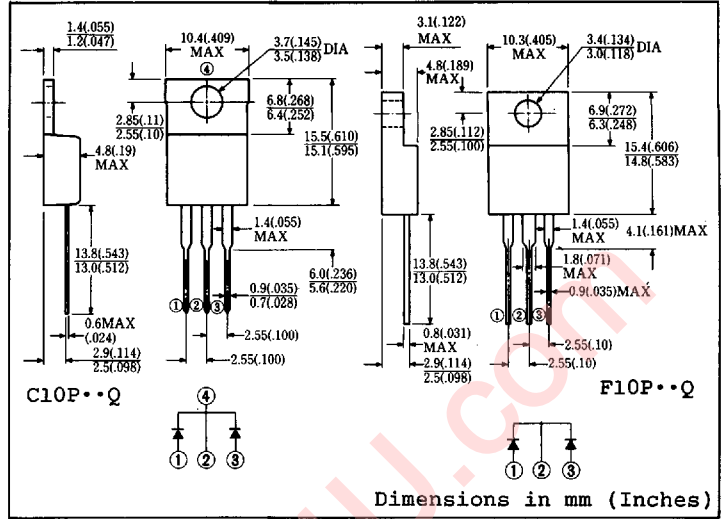 1.4(.055)
1.2(.047)
10.4(.409)
MAX
④
3.7(.145)
3.5(.138)
DIA
2.85(.11)
2.55(.10)
6.8(.268)
6.4(.252)
15.5(.610)
15.1(.595)
4.8(.19)
MAX
1.4(.055)
MAX
13.8(.543)
13.0(.512)
6.0(.236)
5.6(.220)
0.9(.035)
0.7(.028)
① ② ③
0.6MAX
(.024)
2.9(.114)
2.5(.098)
2.55(.100)
2.55(.100)
C10P··Q
④
① ② ③
3.1(.122)
MAX
4.8(.189)
MAX
10.3(.405)
MAX
3.4(.134)
3.0(.118)
DIA
2.85(.112)
2.55(.100)
6.9(.272)
6.3(.248)
15.4(.606)
14.8(.583)
1.4(.055)
MAX
4.1(.161)MAX
1.8(.071)
MAX
13.8(.543)
13.0(.512)
0.9(.035)MAX
① ② ③
0.8(.031)
MAX
2.9(.114)
2.5(.098)
2.55(.10)
2.55(.10)
F10P··Q
① ② ③
Dimensions in mm (Inches)